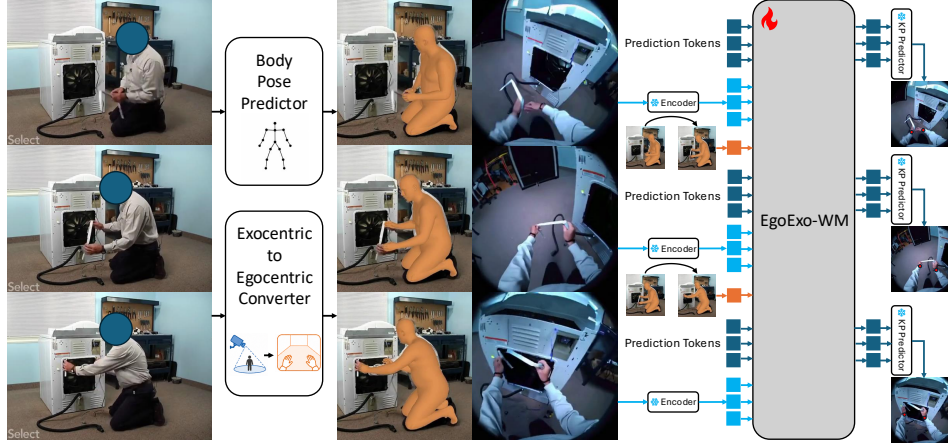 Select
Select
Select
Body
Pose
Predictor
Exocentric
to
Egocentric
Converter
Prediction Tokens
Encoder
Prediction Tokens
Encoder
Prediction Tokens
Encoder
EgoExo-WM
KP Predictor
KP Predictor
KP Predictor